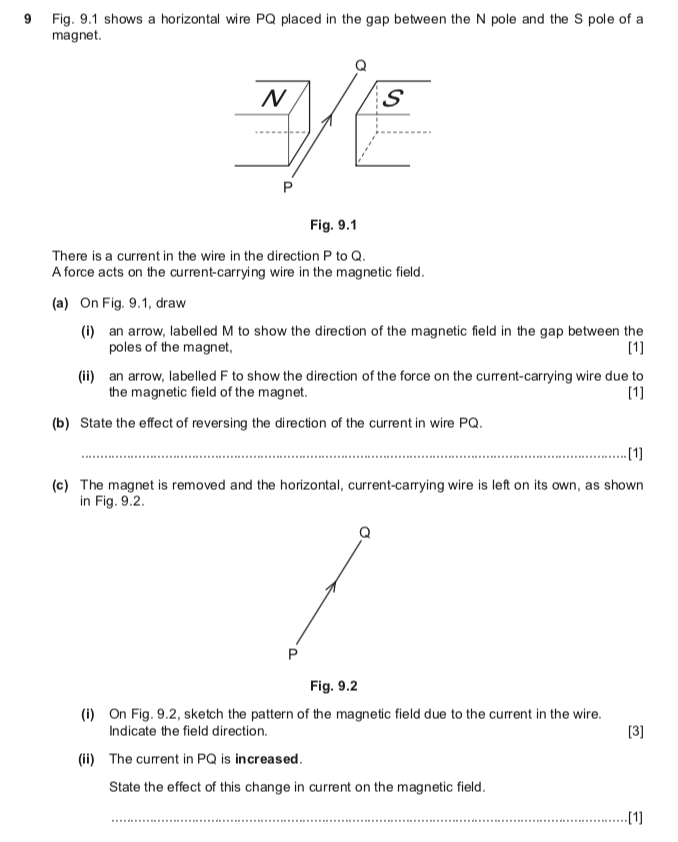 9 Fig. 9.1 shows a horizontal wire PQ placed in the gap between the N pole and the S pole of a
magnet.
Q
N
S
P
Fig. 9.1
There is a current in the wire in the direction P to Q.
A force acts on the current-carrying wire in the magnetic field.
(a) On Fig. 9.1, draw
(i) an arrow, labelled M to show the direction of the magnetic field in the gap between the
poles of the magnet, [1]
(ii) an arrow, labelled F to show the direction of the force on the current-carrying wire due to
the magnetic field of the magnet. [1]
(b) State the effect of reversing the direction of the current in wire PQ.
[1]
(c) The magnet is removed and the horizontal, current-carrying wire is left on its own, as shown
in Fig. 9.2.
Q
P
Fig. 9.2
(i) On Fig. 9.2, sketch the pattern of the magnetic field due to the current in the wire.
Indicate the field direction. [3]
(ii) The current in PQ is increased.
State the effect of this change in current on the magnetic field.
[1]